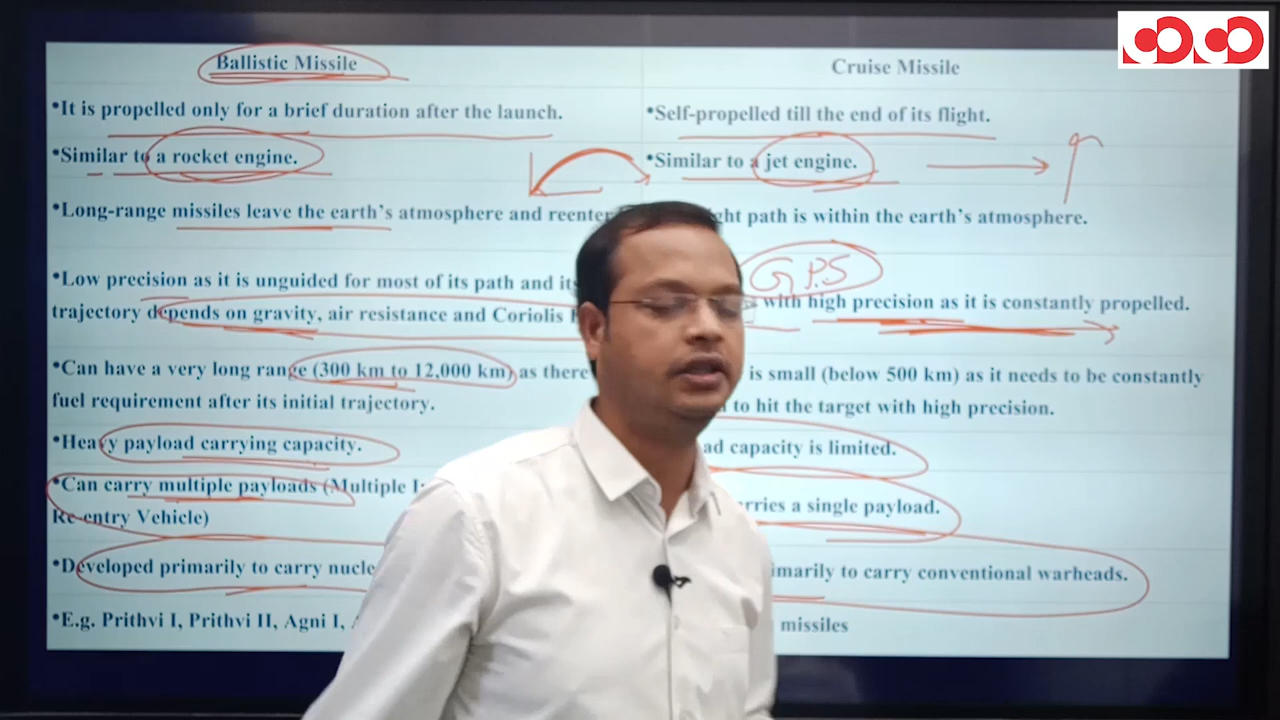 Ballistic Missile
Cruise Missile
•It is propelled only for a brief duration after the launch.
•Self-propelled till the end of its flight.
•Similar to a rocket engine.
•Similar to a jet engine.
•Long-range missiles leave the earth's atmosphere and reenter
path is within the earth's atmosphere.
GPS
•Low precision as it is unguided for most of its path and its
trajectory depends on gravity, air resistance and Coriolis
with high precision as it is constantly propelled.
•Can have a very long range (300 km to 12,000 km) as there
fuel requirement after its initial trajectory.
is small (below 500 km) as it needs to be constantly
to hit the target with high precision.
•Heavy payload carrying capacity.
capacity is limited.
•Can carry multiple payloads (Multiple
Re-entry Vehicle)
a single payload.
•Developed primarily to carry
to carry conventional warheads.
•E.g. Prithvi I, Prithvi II, Agni I,
missiles